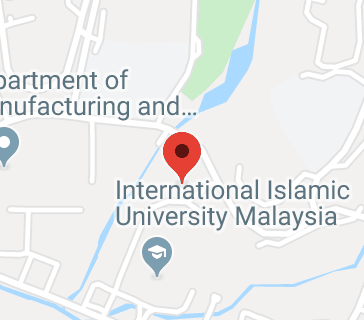 partment of
nufacturing and...
International Islamic
University Malaysia